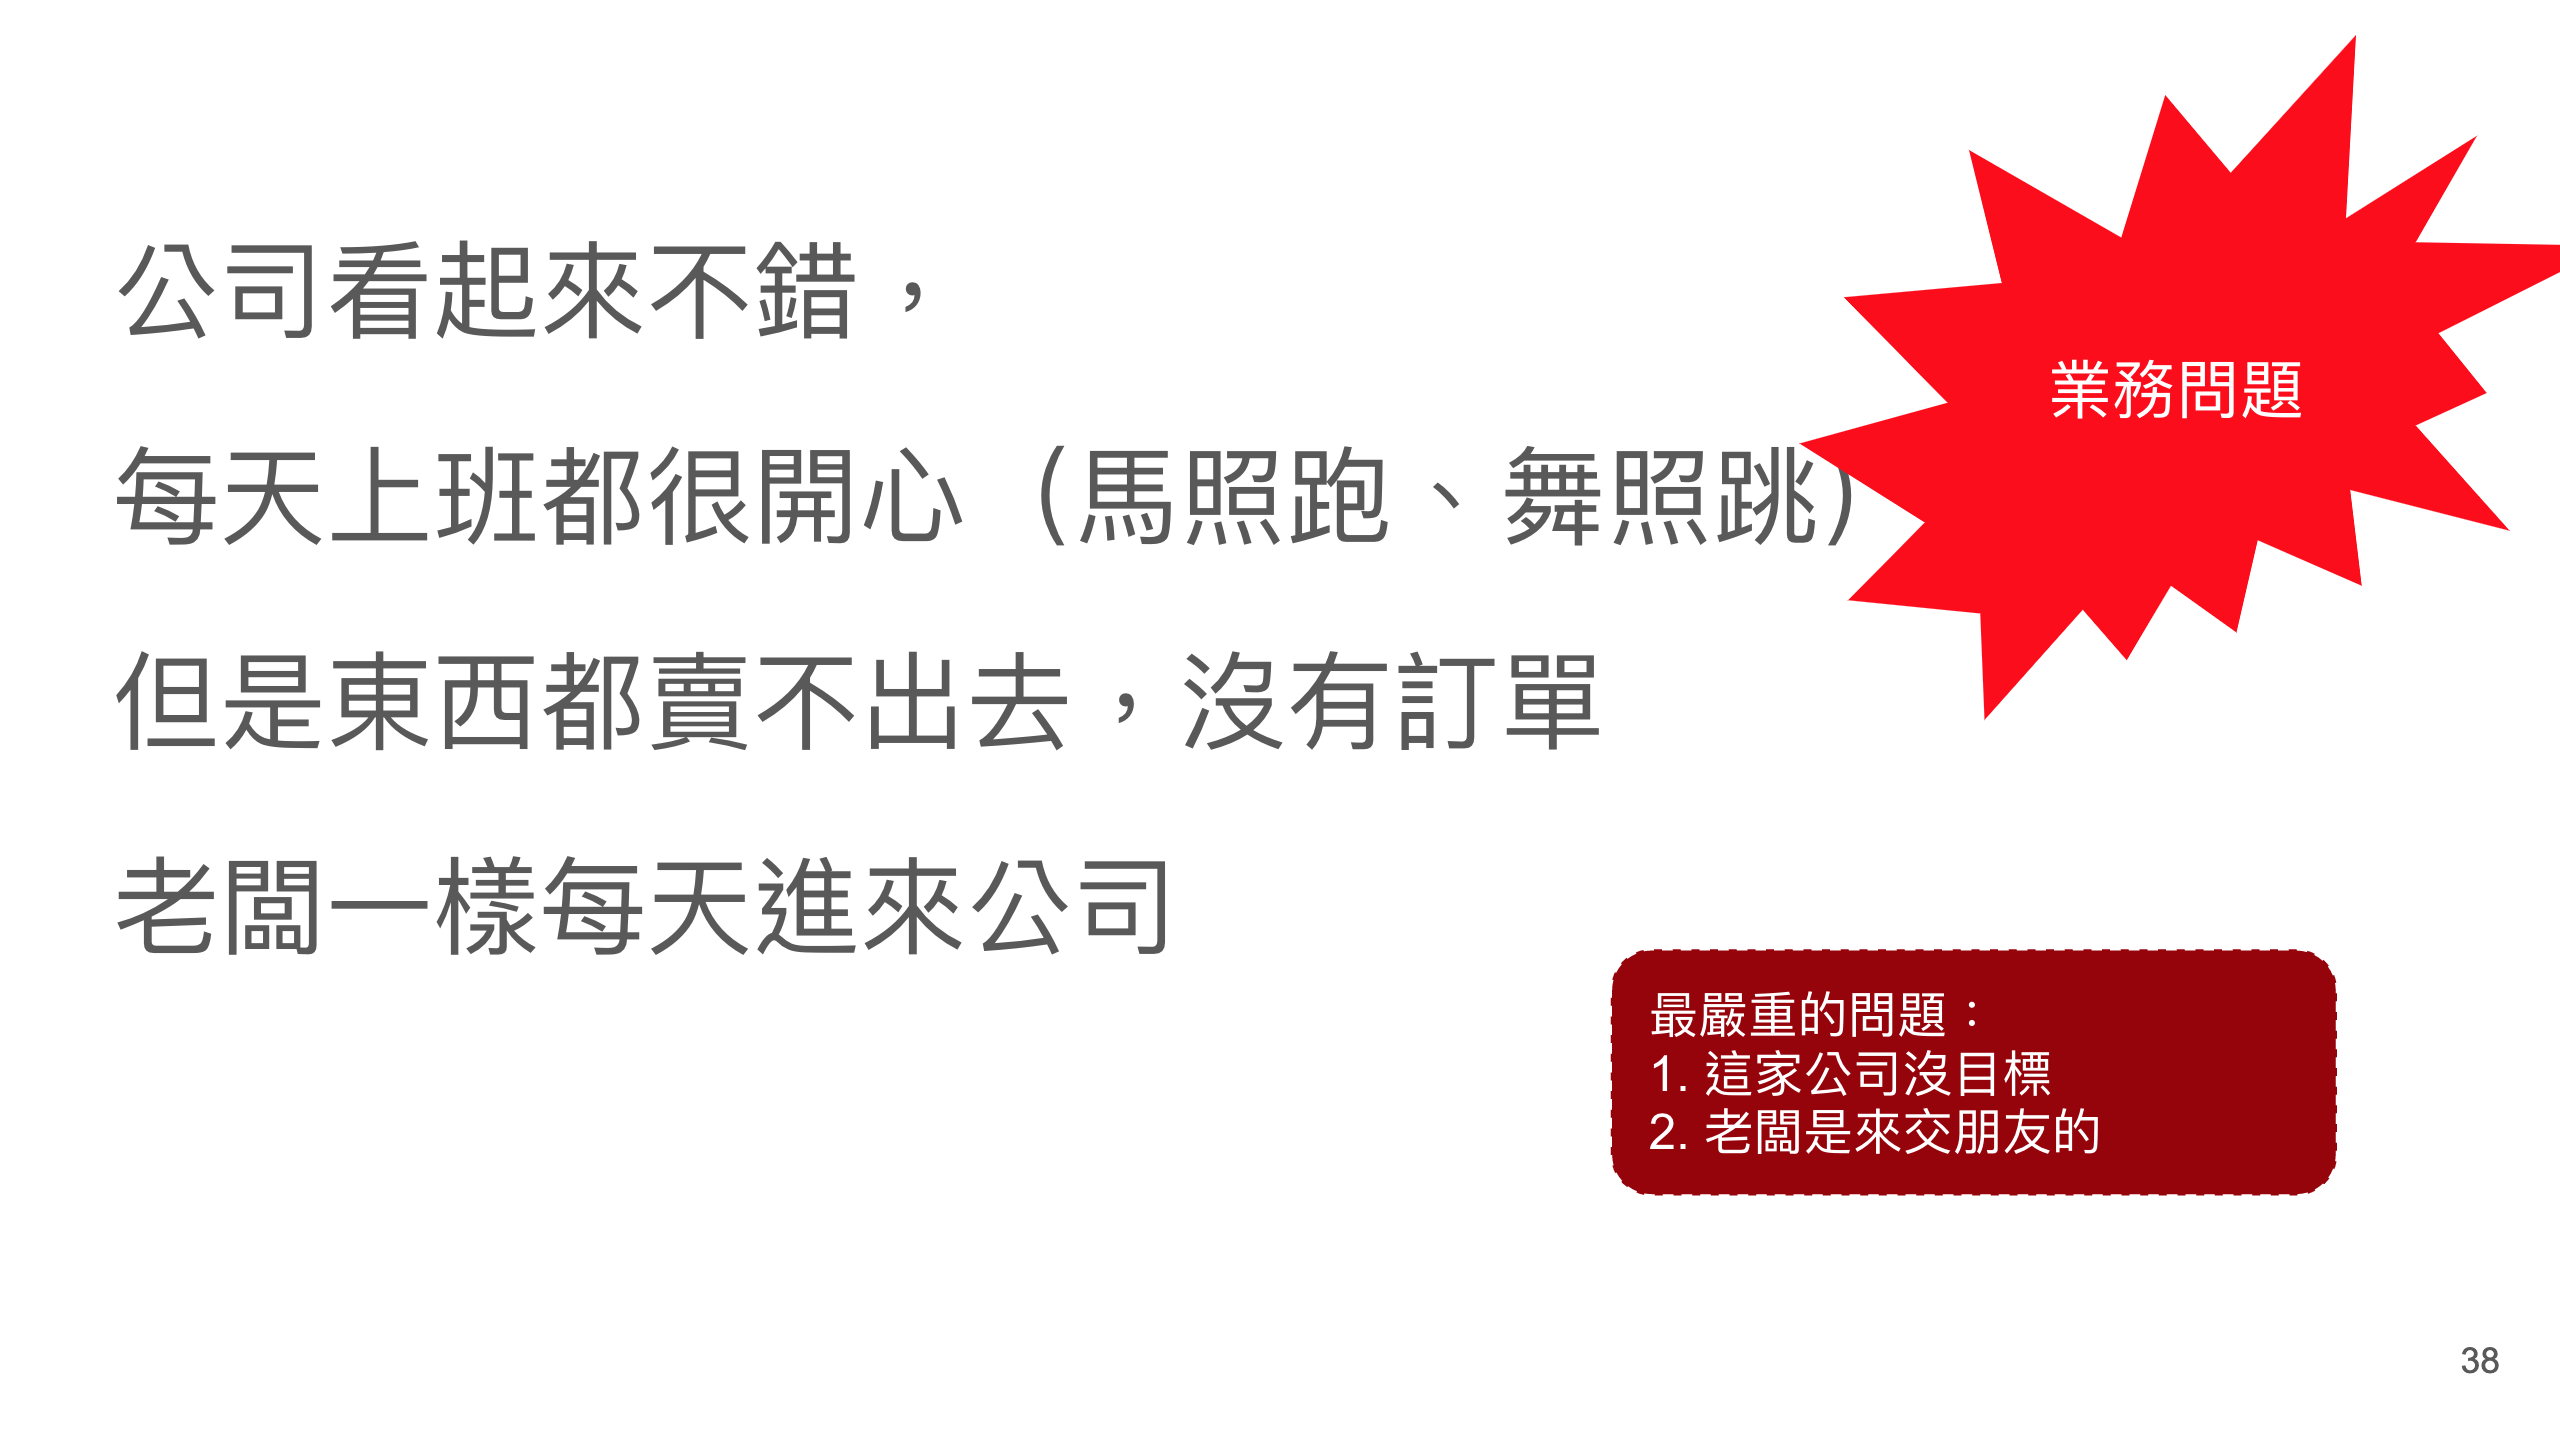 公司看起來不錯，
業務問題
每天上班都很開心（馬照跑、舞照跳）
但是東西都賣不出去，沒有訂單
老闆一樣每天進來公司
最嚴重的問題：
1. 這家公司沒目標
2. 老闆是來交朋友的
38